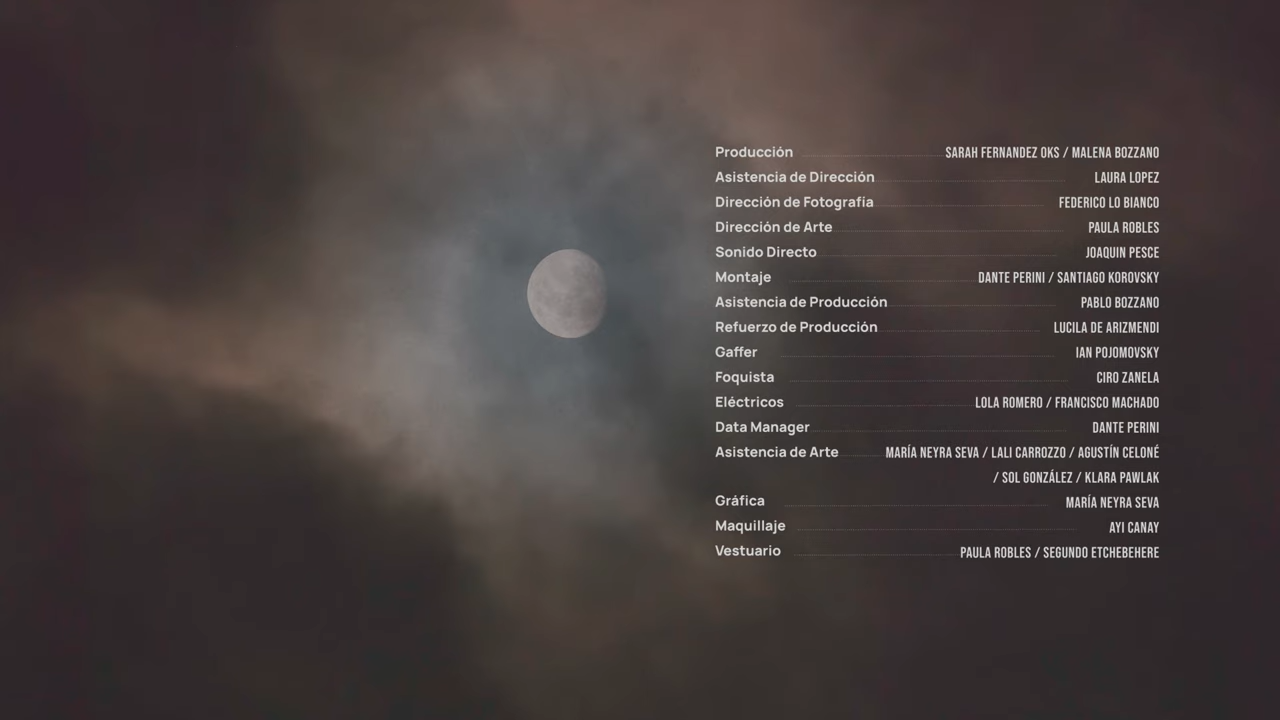 Producción SARAH FERNANDEZ OKS / MALENA BOZZANO
Asistencia de Dirección LAURA LOPEZ
Dirección de Fotografía FEDERICO LO BIANCO
Dirección de Arte PAULA ROBLES
Sonido Directo JOAQUIN PESCE
Montaje DANTE PERINI / SANTIAGO KOROVSKY
Asistencia de Producción PABLO BOZZANO
Refuerzo de Producción LUCILA DE ARIZMENDI
Gaffer IAN POJOMOVSKY
Foquista CIRO ZANELA
Eléctricos LOLA ROMERO / FRANCISCO MACHADO
Data Manager DANTE PERINI
Asistencia de Arte MARÍA NEYRA SEVA / LALI CARROZZO / AGUSTÍN CELONÉ
/ SOL GONZÁLEZ / KLARA PAWLAK
Gráfica MARÍA NEYRA SEVA
Maquillaje AYI CANAY
Vestuario PAULA ROBLES / SEGUNDO ETCHEBEHERE